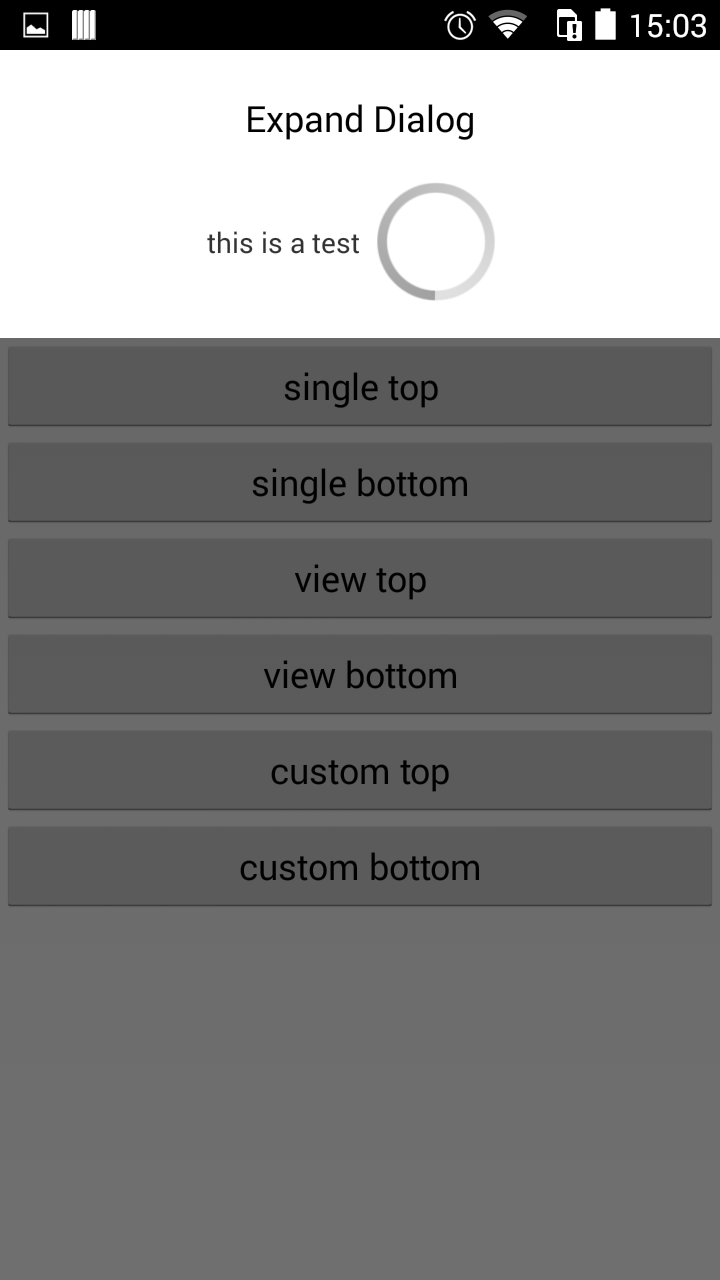 15:03
Expand Dialog
this is a test
single top
single bottom
view top
view bottom
custom top
custom bottom